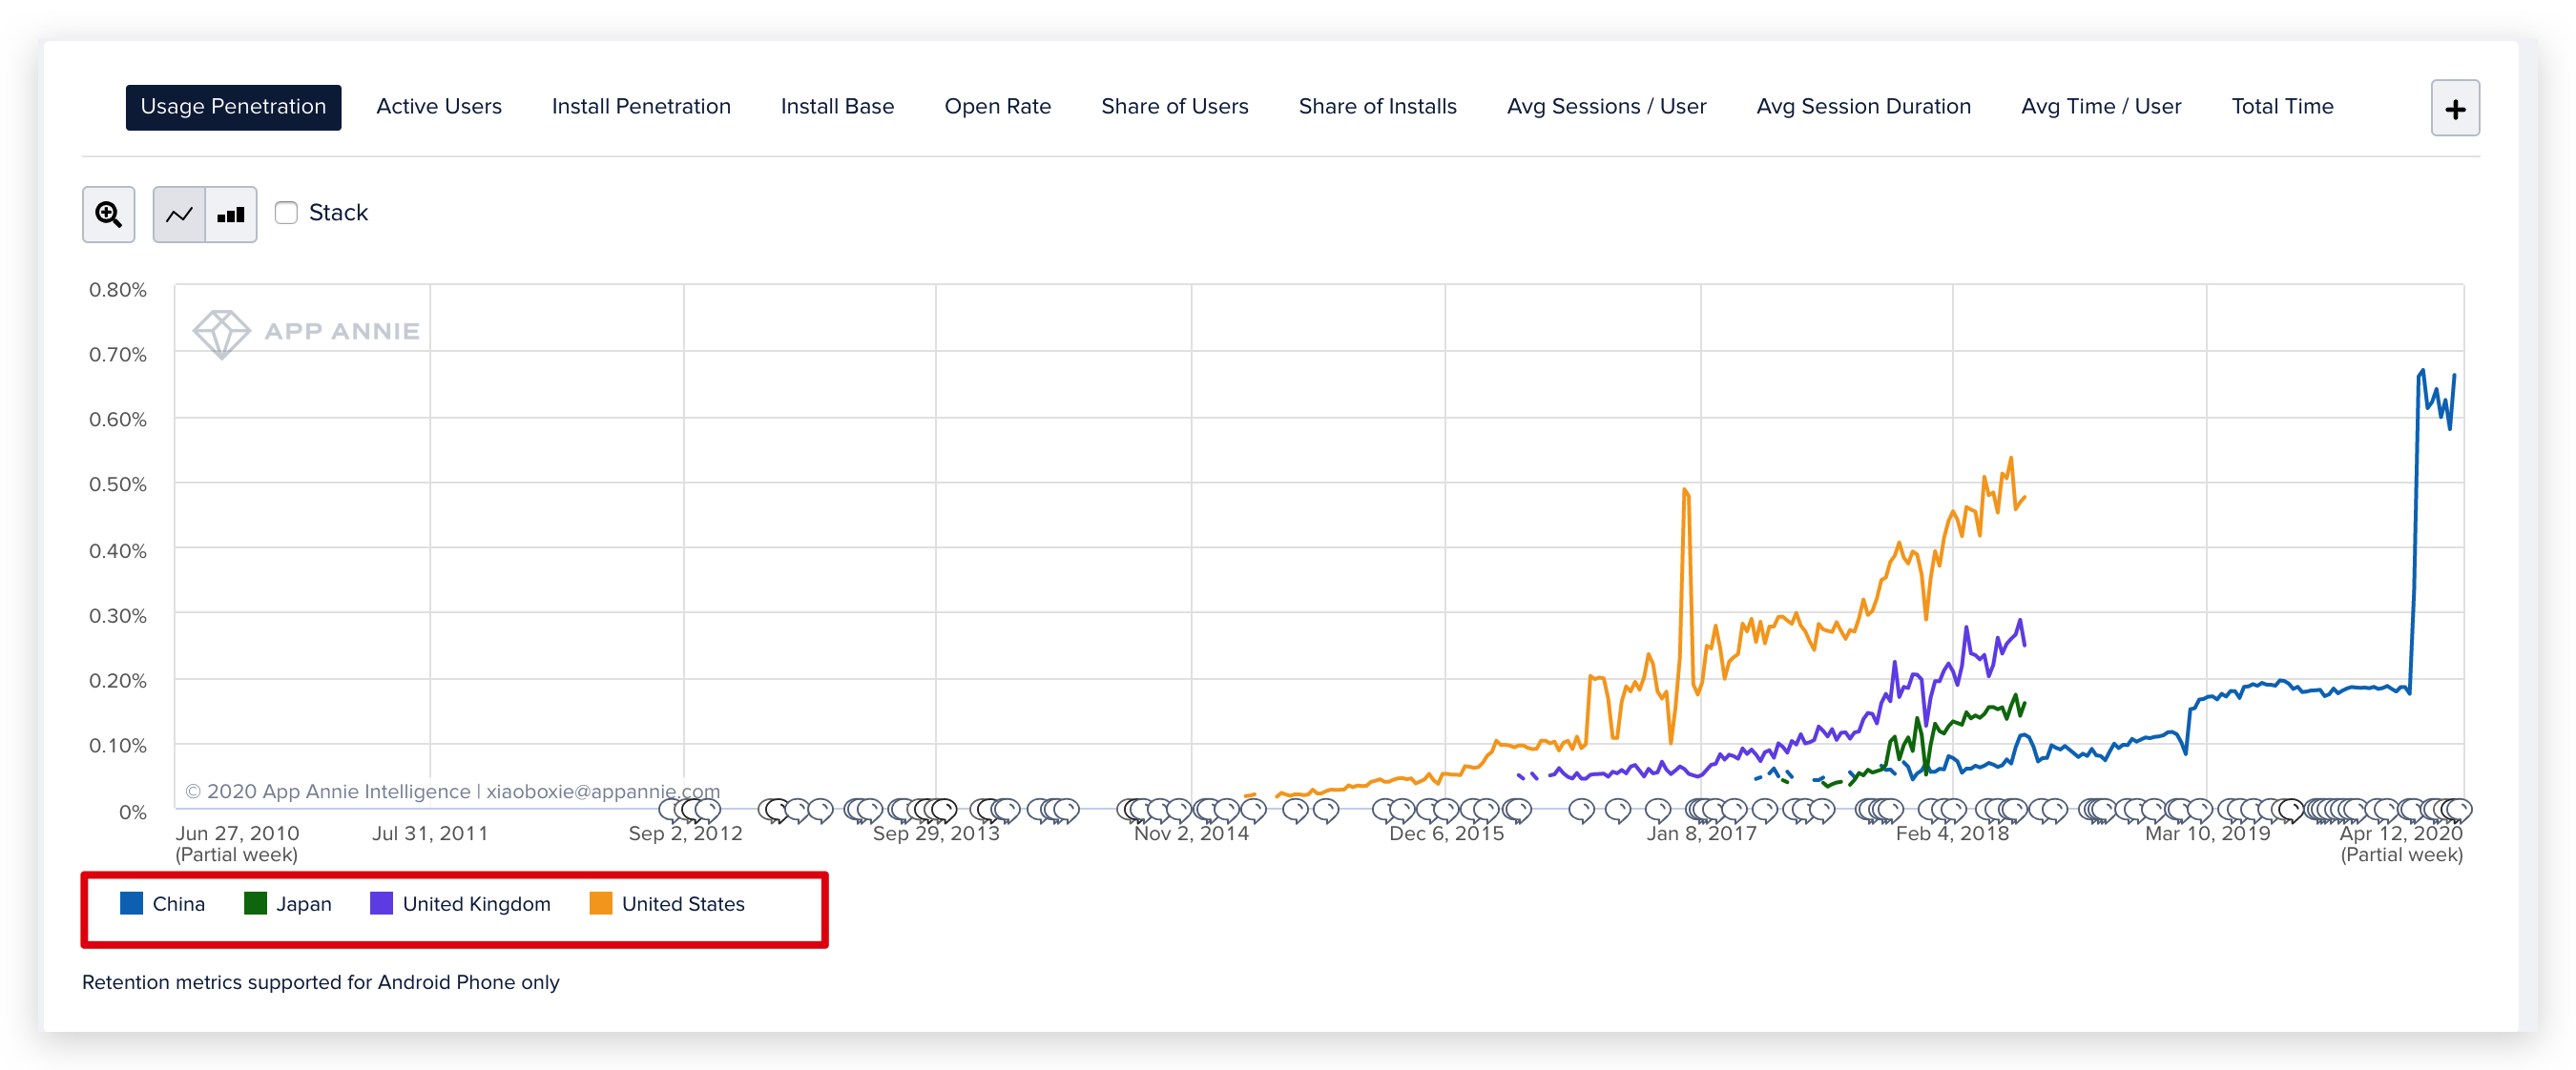 Usage Penetration Active Users Install Penetration Install Base Open Rate Share of Users Share of Installs Avg Sessions / User Avg Session Duration Avg Time / User Total Time
Stack
0.80%
APP ANNIE
0.70%
0.60%
0.50%
0.40%
0.30%
0.20%
0.10%
© 2020 App Annie Intelligence | xiaoboxie@appannie.com
0%
Jun 27, 2010 Jul 31, 2011 Sep 2, 2012 Sep 29, 2013 Nov 2, 2014 Dec 6, 2015 Jan 8, 2017 Feb 4, 2018 Mar 10, 2019 Apr 12, 2020
(Partial week) (Partial week)
China Japan United Kingdom United States
Retention metrics supported for Android Phone only